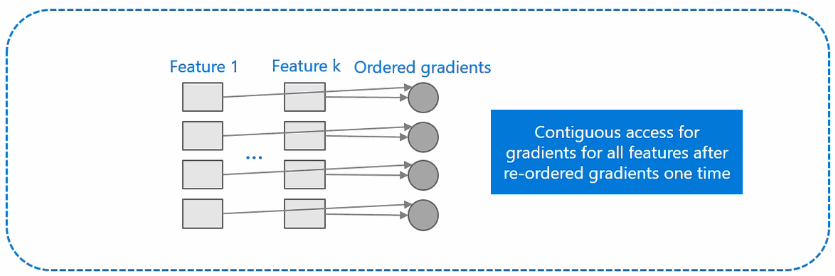 Feature 1
Feature k
Ordered gradients
...
Contiguous access for
gradients for all features after
re-ordered gradients one time